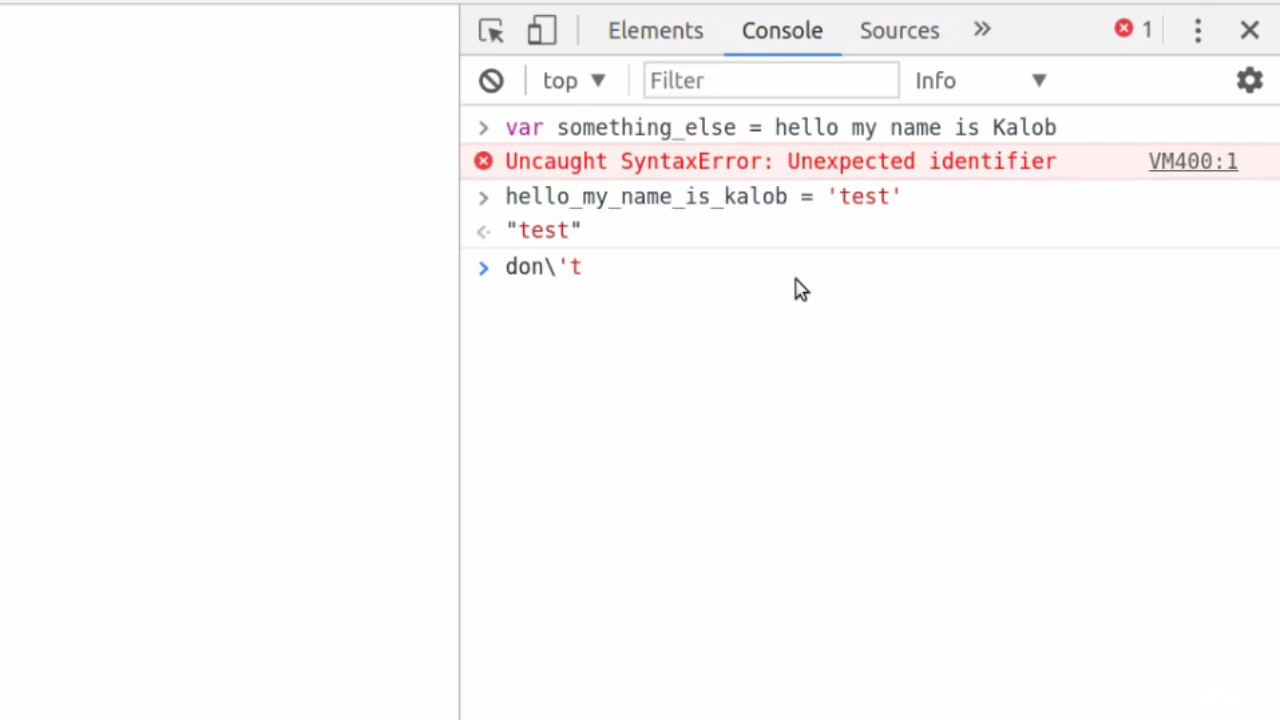 Elements Console Sources » 1
top ▼ Filter Info ▼
> var something_else = hello my name is Kalob
Uncaught SyntaxError: Unexpected identifier VM400:1
> hello_my_name_is_kalob = 'test'
"test"
> don\'t